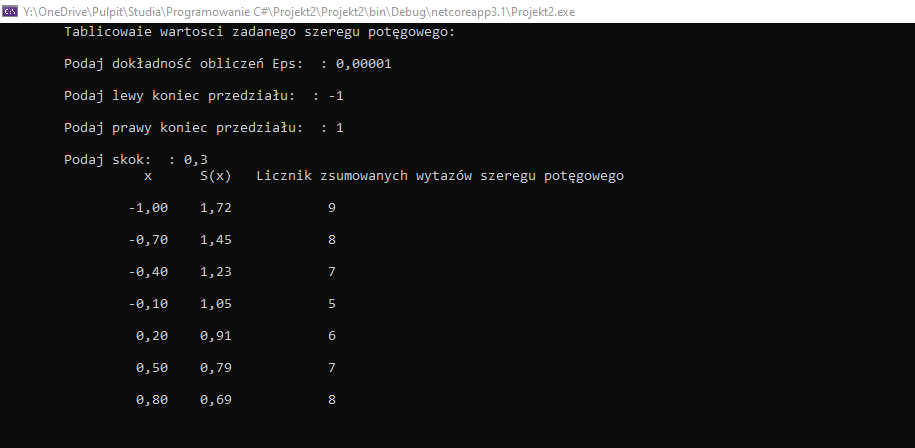 Y:\OneDrive\Pulpit\Studia\Programowanie C#\Projekt2\Projekt2\bin\Debug\netcoreapp3.1\Projekt2.exe
Tablicowaie wartosci zadanego szeregu potęgowego:
Podaj dokładność obliczeń Eps:  : 0,00001
Podaj lewy koniec przedziału:  : -1
Podaj prawy koniec przedziału:  : 1
Podaj skok:  : 0,3
x S(x) Licznik zsumowanych wytazów szeregu potęgowego
-1,00 1,72 9
-0,70 1,45 8
-0,40 1,23 7
-0,10 1,05 5
0,20 0,91 6
0,50 0,79 7
0,80 0,69 8